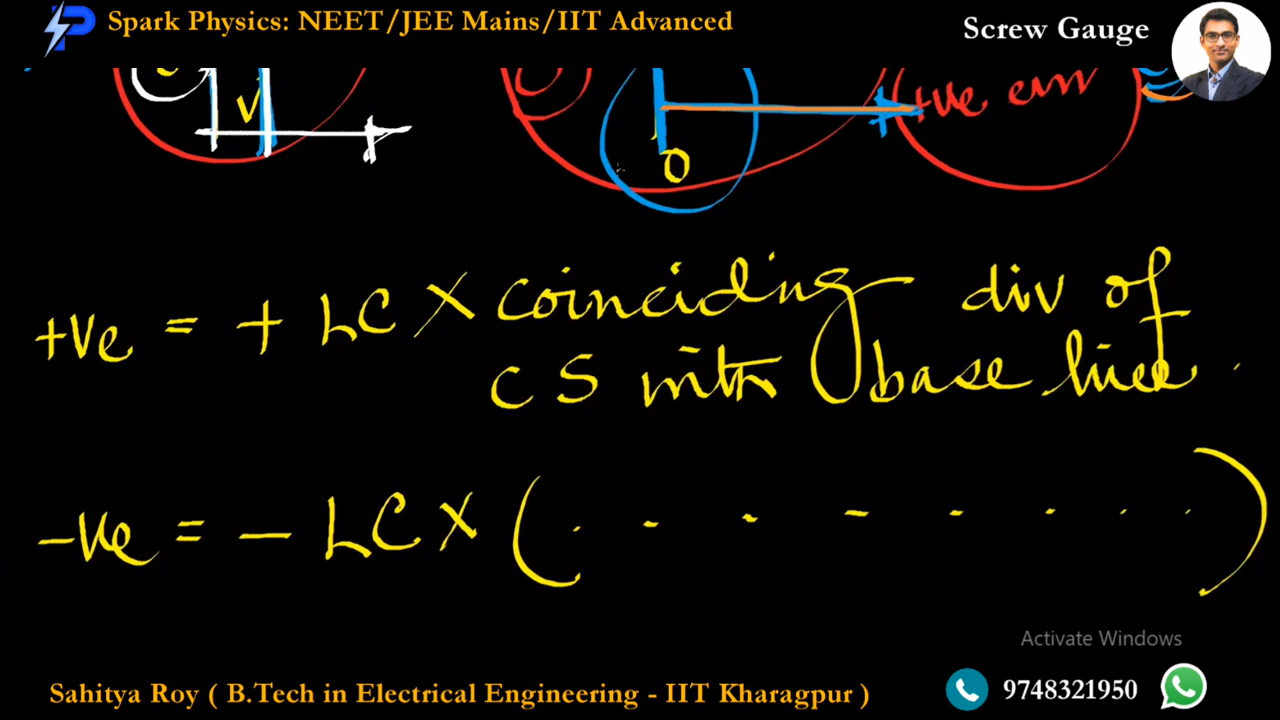 Spark Physics: NEET/JEE Mains/IIT Advanced
Screw Gauge
V
0
+ve err
+ve = + LC X coinciding div of
CS with base line.
-ve = - LC X ( - - - - - - - )
Activate Windows
Sahitya Roy ( B.Tech in Electrical Engineering - IIT Kharagpur )
9748321950